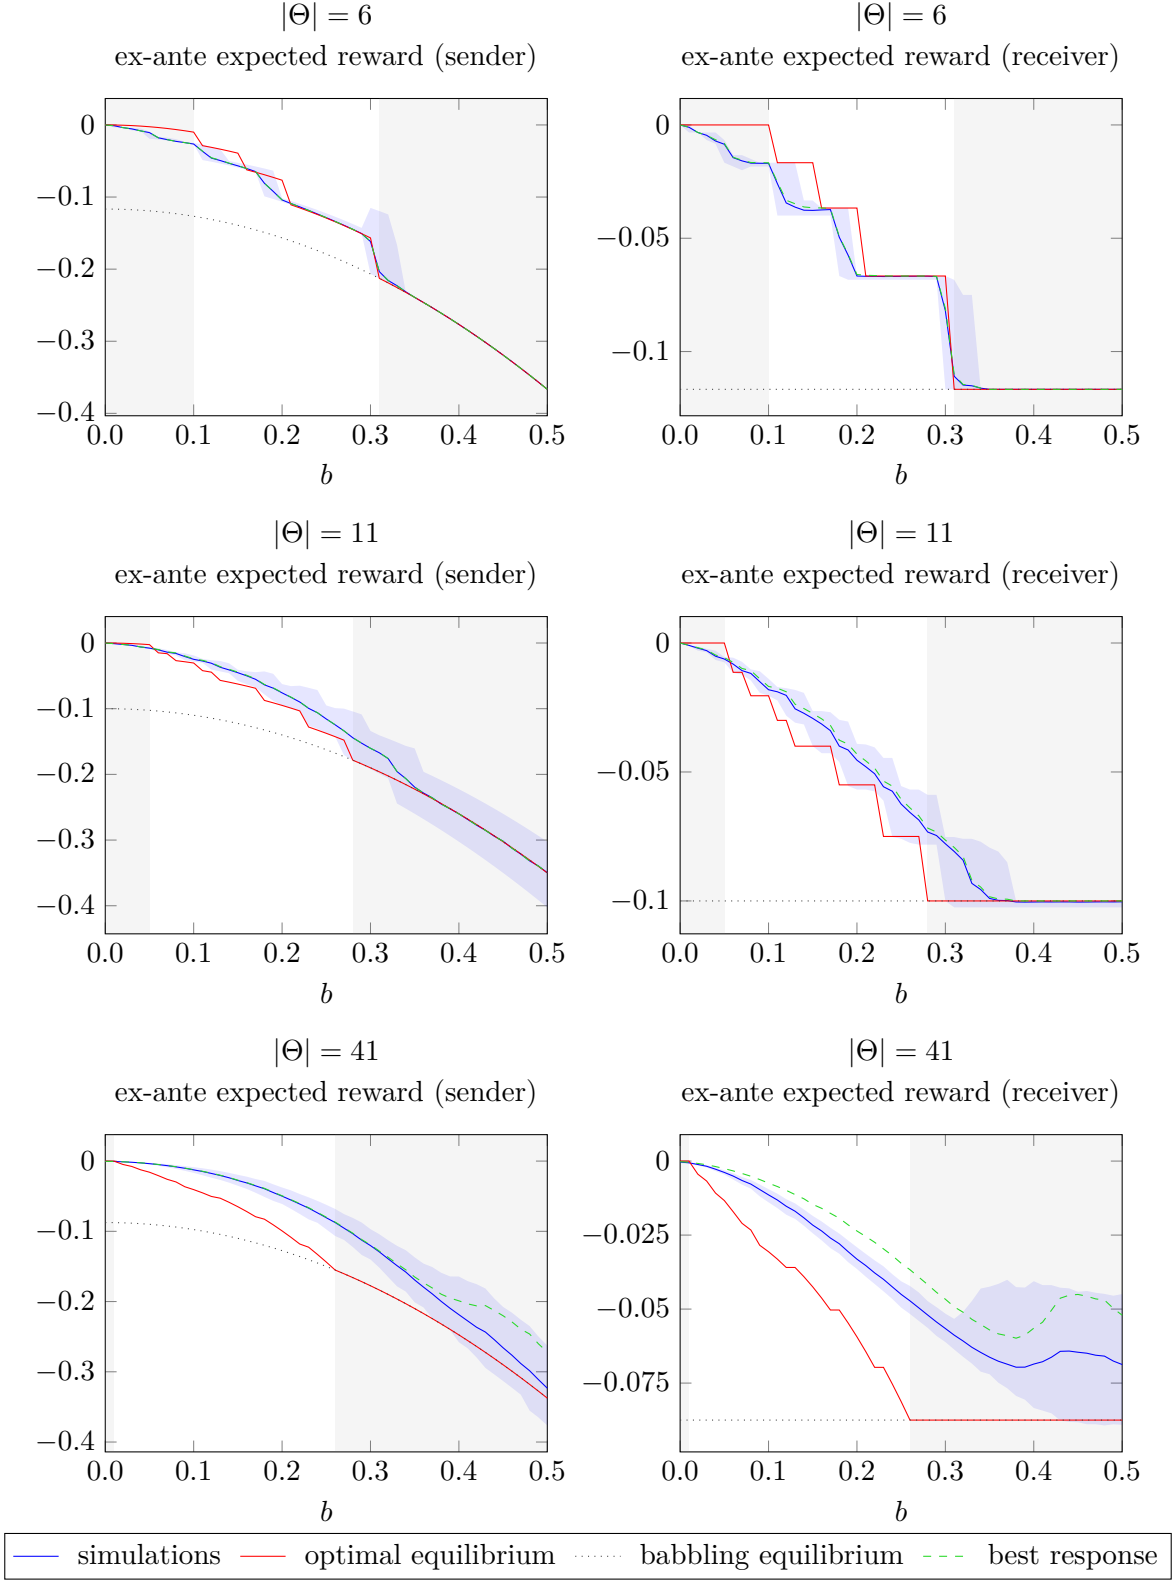 |Θ| = 6
ex-ante expected reward (sender)
0
−0.1
−0.2
−0.3
−0.4
0.0 0.1 0.2 0.3 0.4 0.5
b
|Θ| = 6
ex-ante expected reward (receiver)
0
−0.05
−0.1
0.0 0.1 0.2 0.3 0.4 0.5
b
|Θ| = 11
ex-ante expected reward (sender)
0
−0.1
−0.2
−0.3
−0.4
0.0 0.1 0.2 0.3 0.4 0.5
b
|Θ| = 11
ex-ante expected reward (receiver)
0
−0.05
−0.1
0.0 0.1 0.2 0.3 0.4 0.5
b
|Θ| = 41
ex-ante expected reward (sender)
0
−0.1
−0.2
−0.3
−0.4
0.0 0.1 0.2 0.3 0.4 0.5
b
|Θ| = 41
ex-ante expected reward (receiver)
0
−0.025
−0.05
−0.075
0.0 0.1 0.2 0.3 0.4 0.5
b
simulations optimal equilibrium babbling equilibrium best response